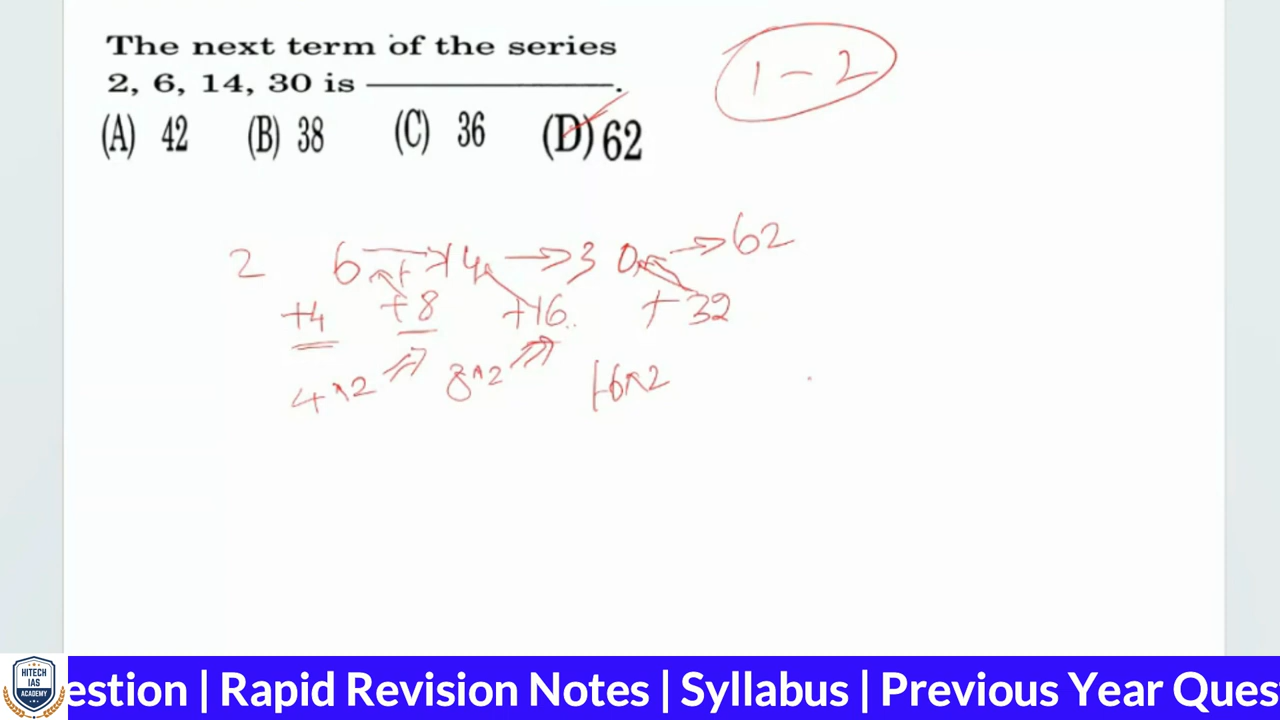 The next term of the series
2, 6, 14, 30 is ______.
(A) 42 (B) 38 (C) 36 (D) 62
1 - 2
2 6 → 14 → 30 → 62
+4 +8 +16 +32
4×2 8×2 16×2
HITECH
IAS
ACADEMY
estion | Rapid Revision Notes | Syllabus | Previous Year Ques